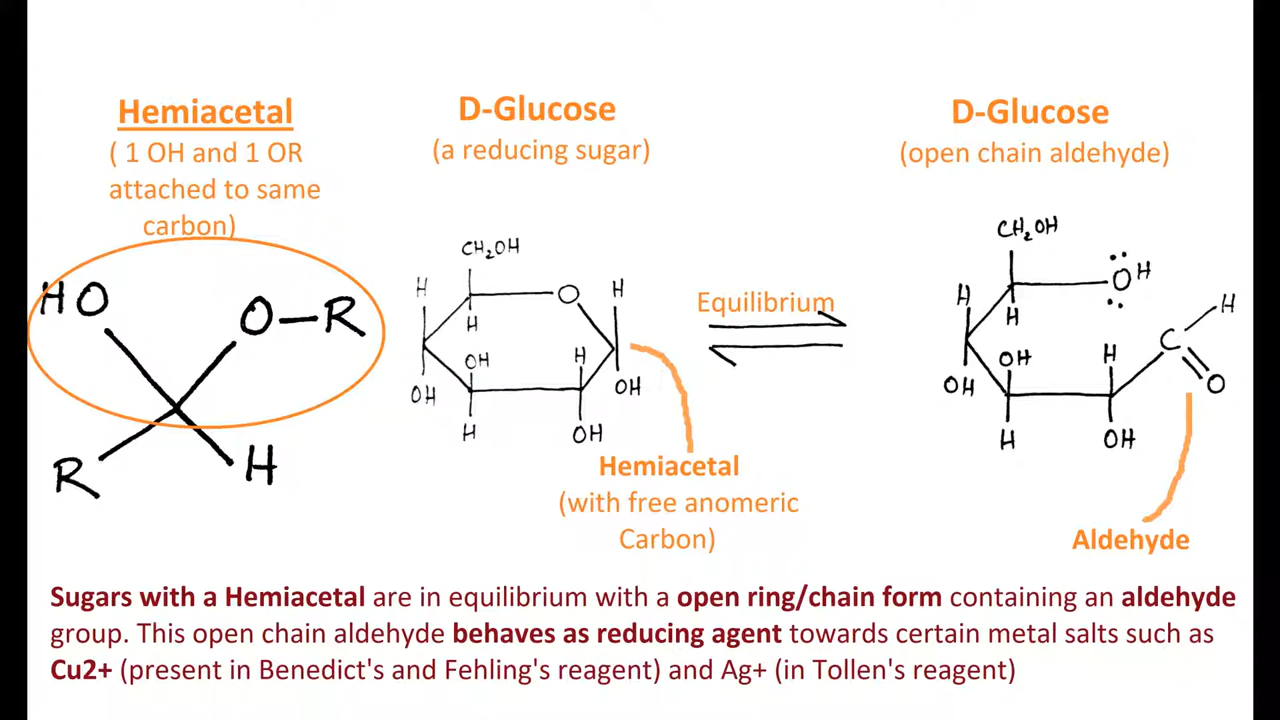 Hemiacetal
( 1 OH and 1 OR
attached to same
carbon)
HO
O-R
R
H
D-Glucose
(a reducing sugar)
CH2OH
H
O
H
H
OH
H
OH
OH
H
OH
Hemiacetal
(with free anomeric
Carbon)
Equilibrium
D-Glucose
(open chain aldehyde)
CH2OH
OH
H
H
H
C
OH
H
O
OH
H
OH
Aldehyde
Sugars with a Hemiacetal are in equilibrium with a open ring/chain form containing an aldehyde
group. This open chain aldehyde behaves as reducing agent towards certain metal salts such as
Cu2+ (present in Benedict's and Fehling's reagent) and Ag+ (in Tollen's reagent)